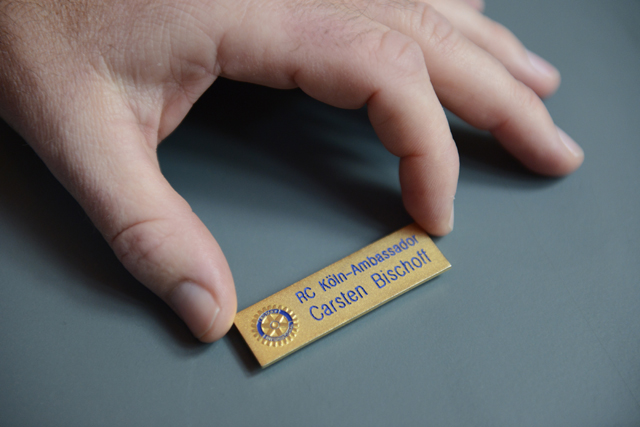 RC Köln-Ambassador
Carsten Bischoff